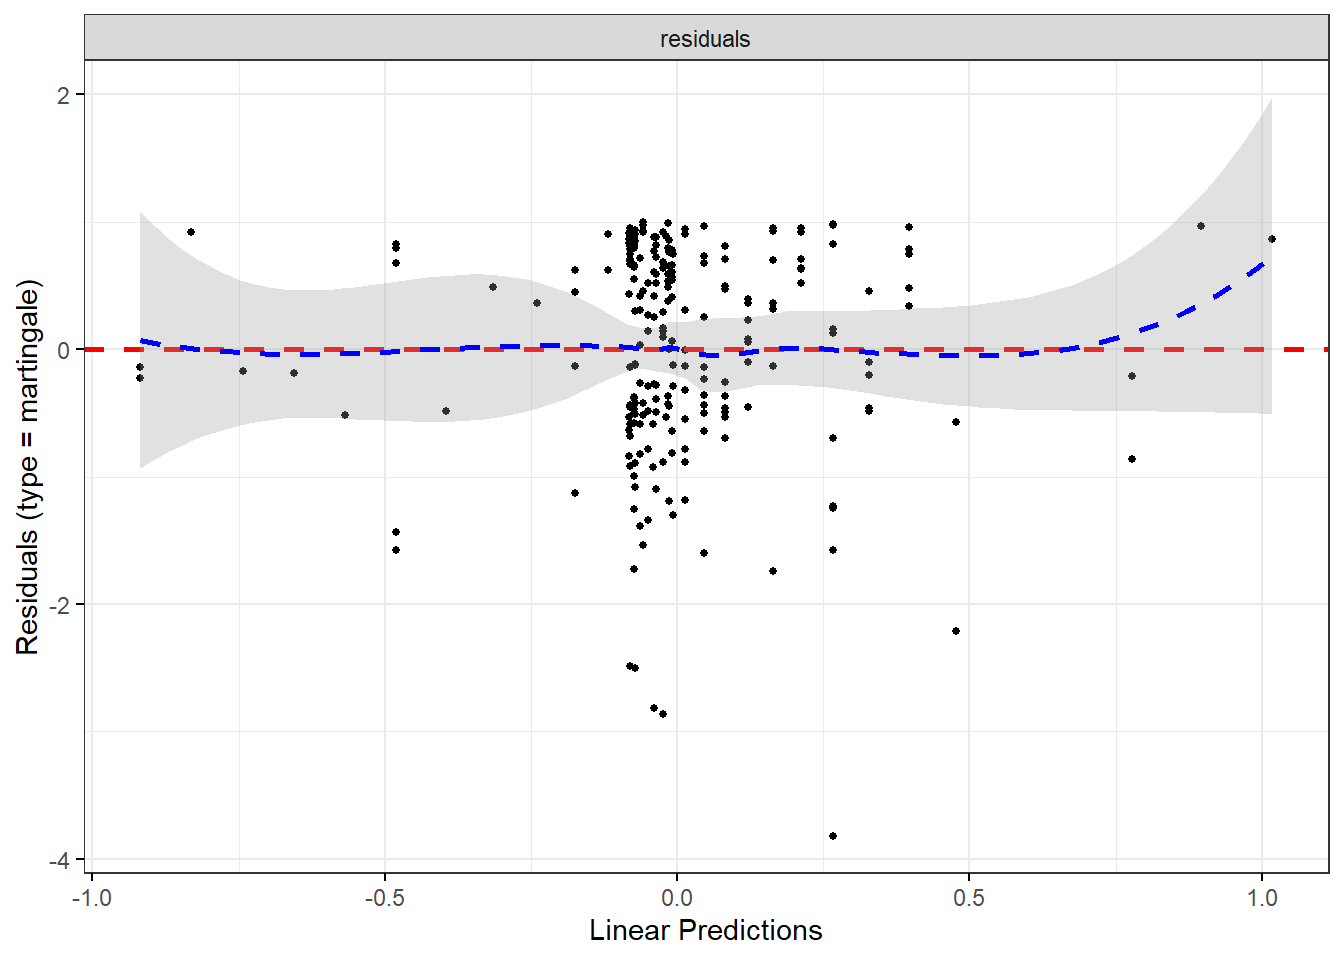 residuals
Residuals (type = martingale)
2
0
-2
-4
-1.0 -0.5 0.0 0.5 1.0
Linear Predictions